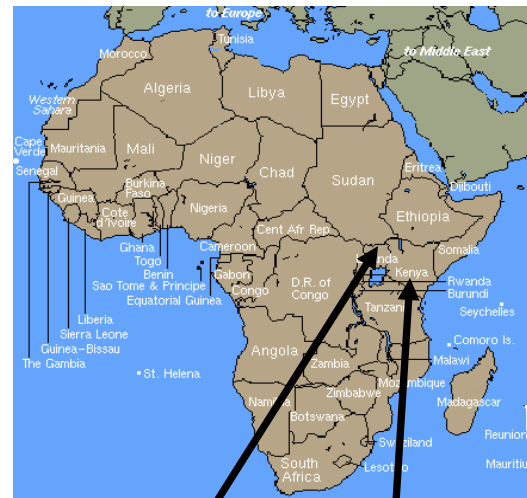 to Europe
Tunisia
Morocco
to Middle East
Algeria
Libya
Egypt
Western
Sahara
Cape
Verde
Mauritania
Mali
Niger
Chad
Sudan
Eritrea
Senegal
Djibouti
Guinea
Burkina
Faso
Nigeria
Ethiopia
Cote
d'Ivoire
Cent Afr Rep
Somalia
Ghana
Togo
Benin
Cameroon
Sao Tome & Principe
Equatorial Guinea
Gabon
Congo
D.R. of
Congo
Kenya
Rwanda
Burundi
Liberia
Sierra Leone
Guinea-Bissau
The Gambia
Tanzani
Seychelles
Comoro Is.
Angola
Zambia
Malawi
St. Helena
Mozambique
Zimbabwe
Madagascar
Namibia
Botswana
Reunion
Swaziland
Mauritiu
South
Africa
Lesotho